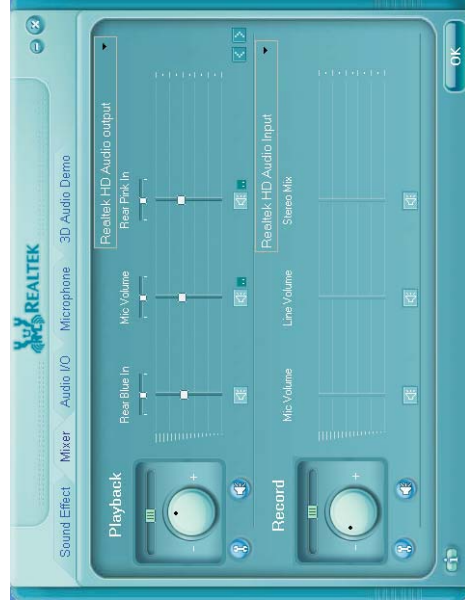 REALTEK
Sound Effect
Mixer
Audio I/O
Microphone
3D Audio Demo
Playback
Realtek HD Audio output
Rear Blue In
Mic Volume
Rear Pink In
Record
Realtek HD Audio Input
Mic Volume
Line Volume
Stereo Mix
OK